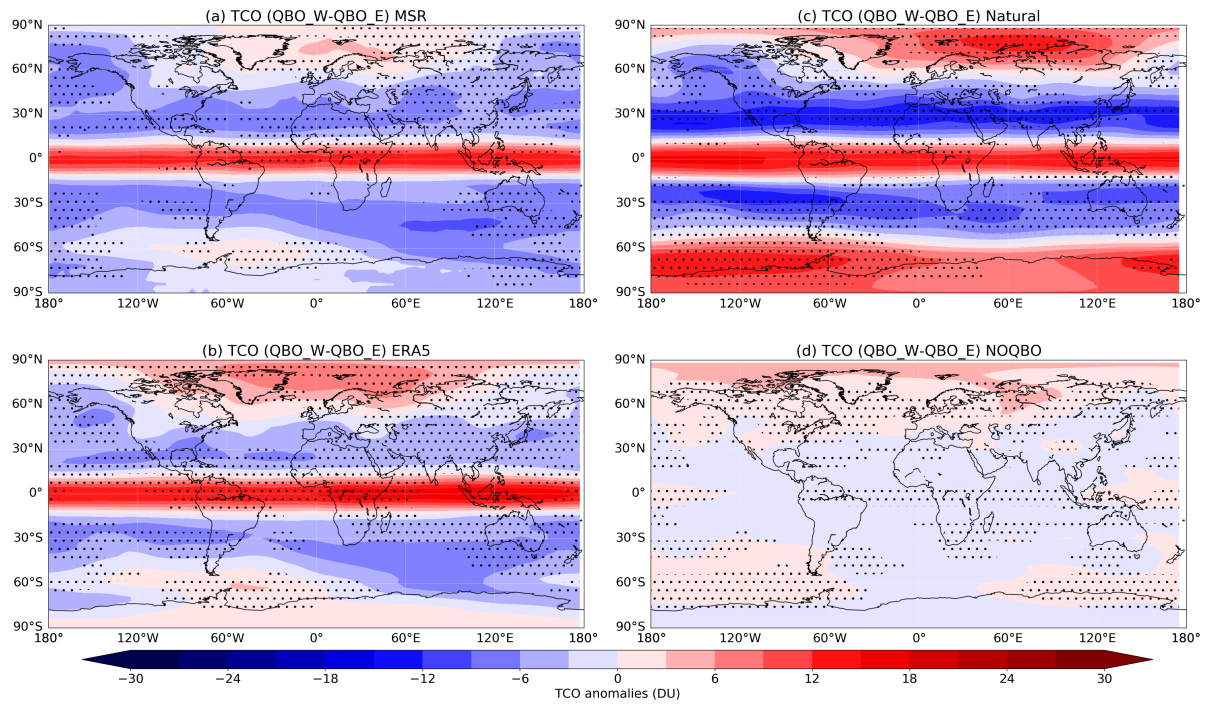 (a) TCO (QBO_W-QBO_E) MSR
90°N
60°N
30°N
0°
30°S
60°S
90°S
180° 120°W 60°W 0° 60°E 120°E 180°
(c) TCO (QBO_W-QBO_E) Natural
90°N
60°N
30°N
0°
30°S
60°S
90°S
180° 120°W 60°W 0° 60°E 120°E 180°
(b) TCO (QBO_W-QBO_E) ERA5
90°N
60°N
30°N
0°
30°S
60°S
90°S
180° 120°W 60°W 0° 60°E 120°E 180°
(d) TCO (QBO_W-QBO_E) NOQBO
90°N
60°N
30°N
0°
30°S
60°S
90°S
180° 120°W 60°W 0° 60°E 120°E 180°
−30 −24 −18 −12 −6 0 6 12 18 24 30
TCO anomalies (DU)